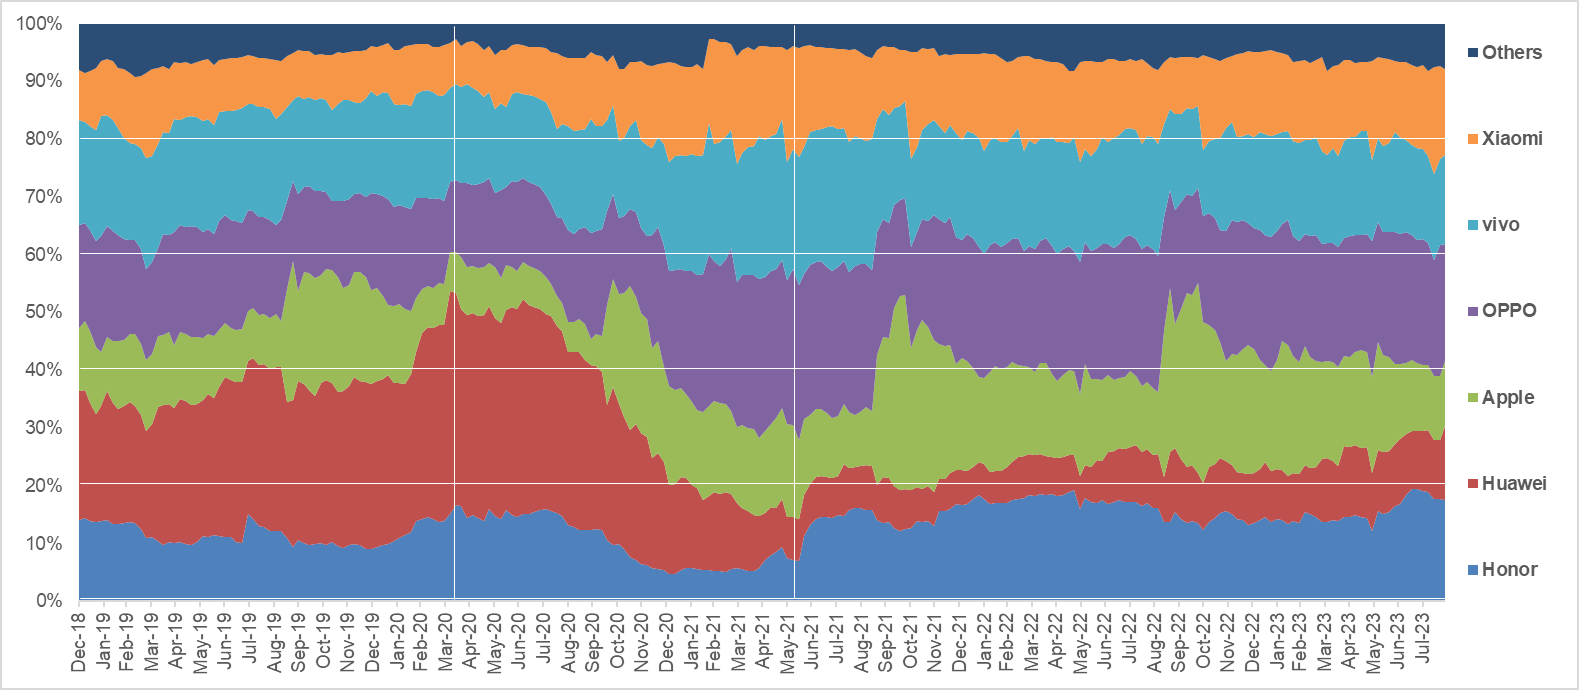 100%
90%
80%
70%
60%
50%
40%
30%
20%
10%
0%
Others
Xiaomi
vivo
OPPO
Apple
Huawei
Honor
Dec-18
Jan-19
Feb-19
Mar-19
Apr-19
May-19
Jun-19
Jul-19
Aug-19
Sep-19
Oct-19
Nov-19
Dec-19
Jan-20
Feb-20
Mar-20
Apr-20
May-20
Jun-20
Jul-20
Aug-20
Sep-20
Oct-20
Nov-20
Dec-20
Jan-21
Feb-21
Mar-21
Apr-21
May-21
Jun-21
Jul-21
Aug-21
Sep-21
Oct-21
Nov-21
Dec-21
Jan-22
Feb-22
Mar-22
Apr-22
May-22
Jun-22
Jul-22
Aug-22
Sep-22
Oct-22
Nov-22
Dec-22
Jan-23
Feb-23
Mar-23
Apr-23
May-23
Jun-23
Jul-23